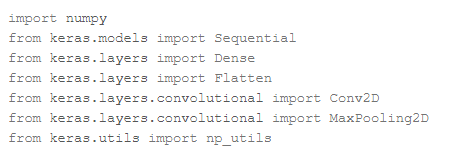 import numpy
from keras.models import Sequential
from keras.layers import Dense
from keras.layers import Flatten
from keras.layers.convolutional import Conv2D
from keras.layers.convolutional import MaxPooling2D
from keras.utils import np_utils